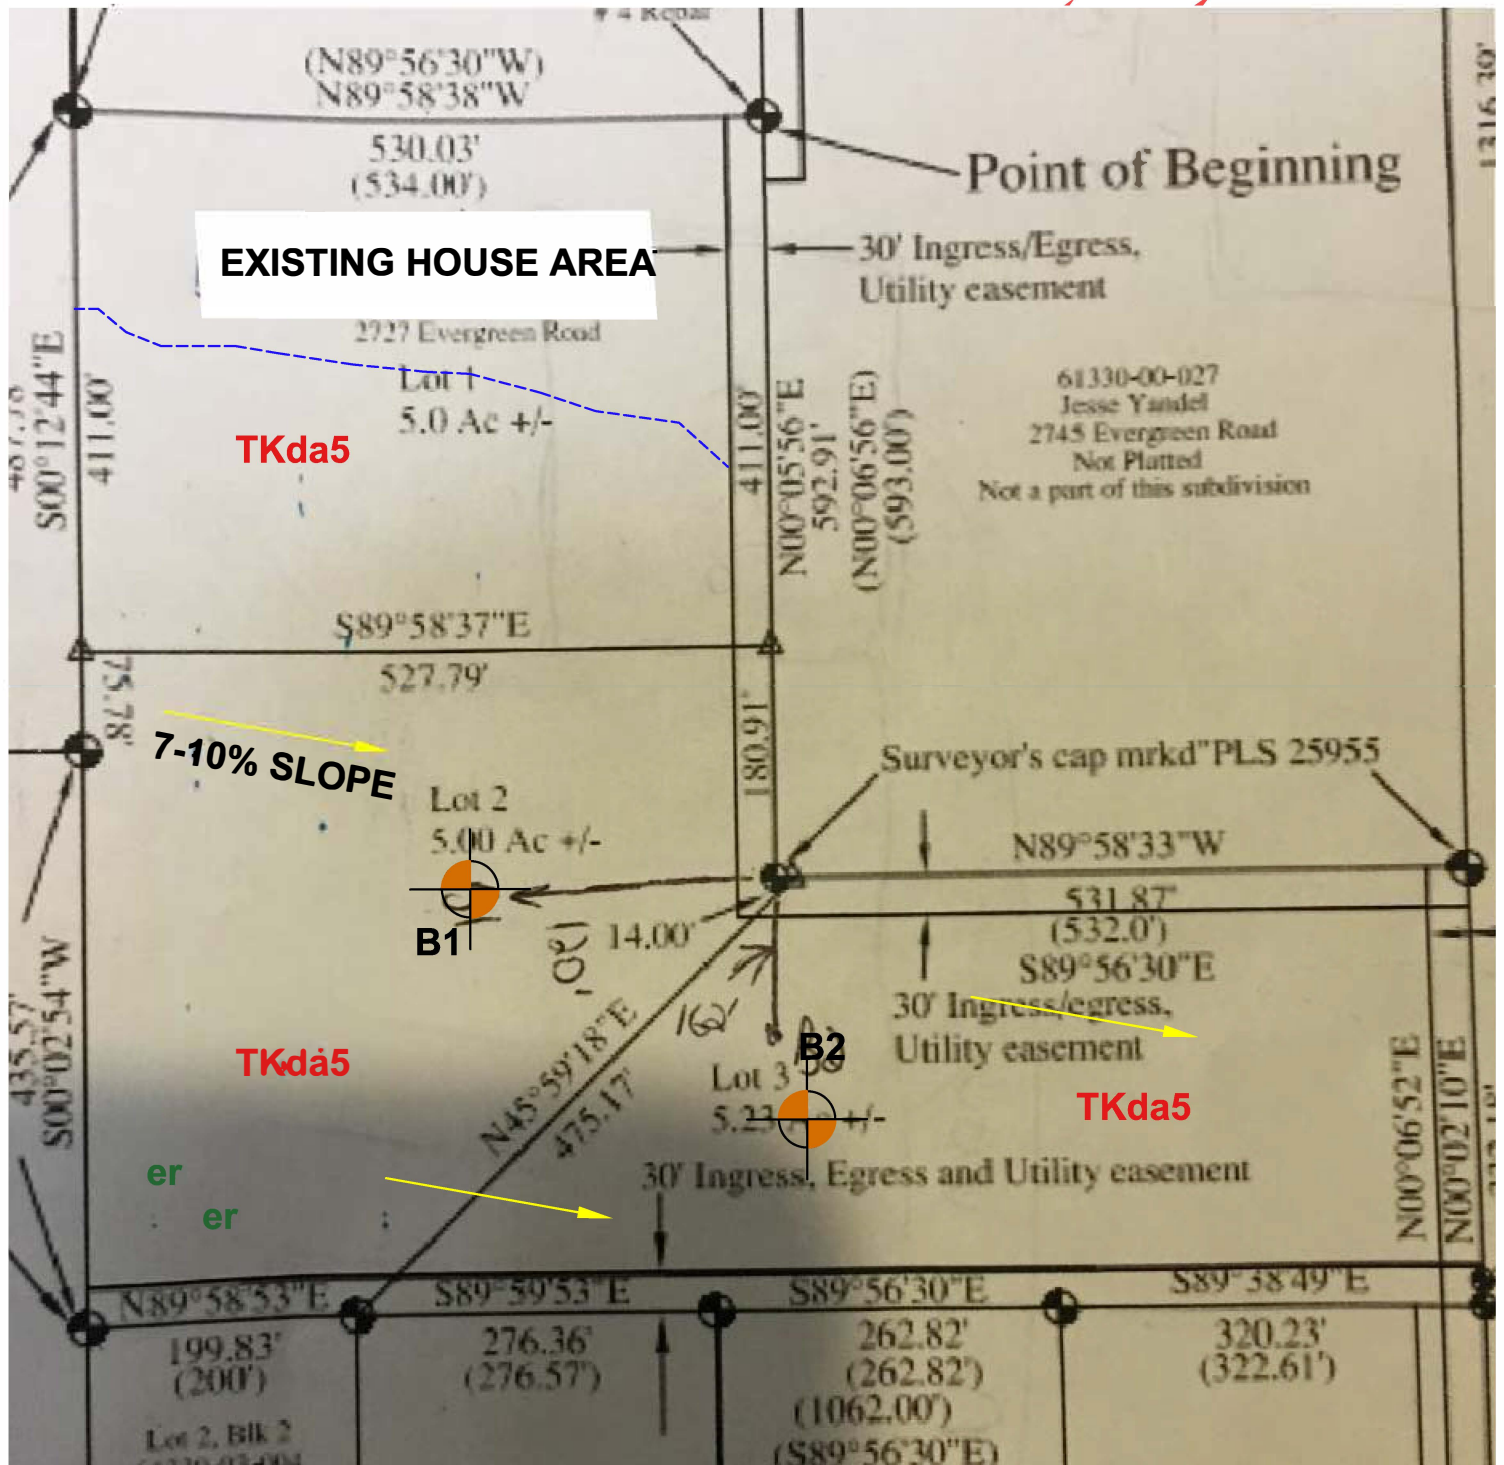 # 4 Rebar
(N89°56'30"W)
N89°58'38"W
530.03'
(534.00')
Point of Beginning
1316.30'
EXISTING HOUSE AREA
30' Ingress/Egress,
Utility easement
2727 Evergreen Road
Lot 1
5.0 Ac +/-
TKda5
S00°12'44"E
411.00'
411.00'
N00°05'56"E
592.91'
(N00°06'56"E)
(593.00')
61330-00-027
Jesse Yandel
2745 Evergreen Road
Not Platted
Not a part of this subdivision
S89°58'37"E
527.79'
75.78'
7-10% SLOPE
180.91'
Surveyor's cap mrkd"PLS 25955
Lot 2
5.00 Ac +/-
N89°58'33"W
531.87'
(532.0')
S89°56'30"E
B1
120'
14.00'
30' Ingress/egress,
Utility easement
435.57'
S00°02'54"W
N45°59'18"E
475.17'
162'
B2
TKda5
Lot 3
5.23 Ac +/-
TKda5
N00°06'52"E
N00°02'10"E
er
er
30' Ingress, Egress and Utility easement
N89°58'53"E
S89°59'53"E
S89°56'30"E
S89°38'49"E
199.83'
(200')
276.36'
(276.57')
262.82'
(262.82')
(1062.00')
(S89°56'30"E)
320.23'
(322.61')
Lot 2, Blk 2